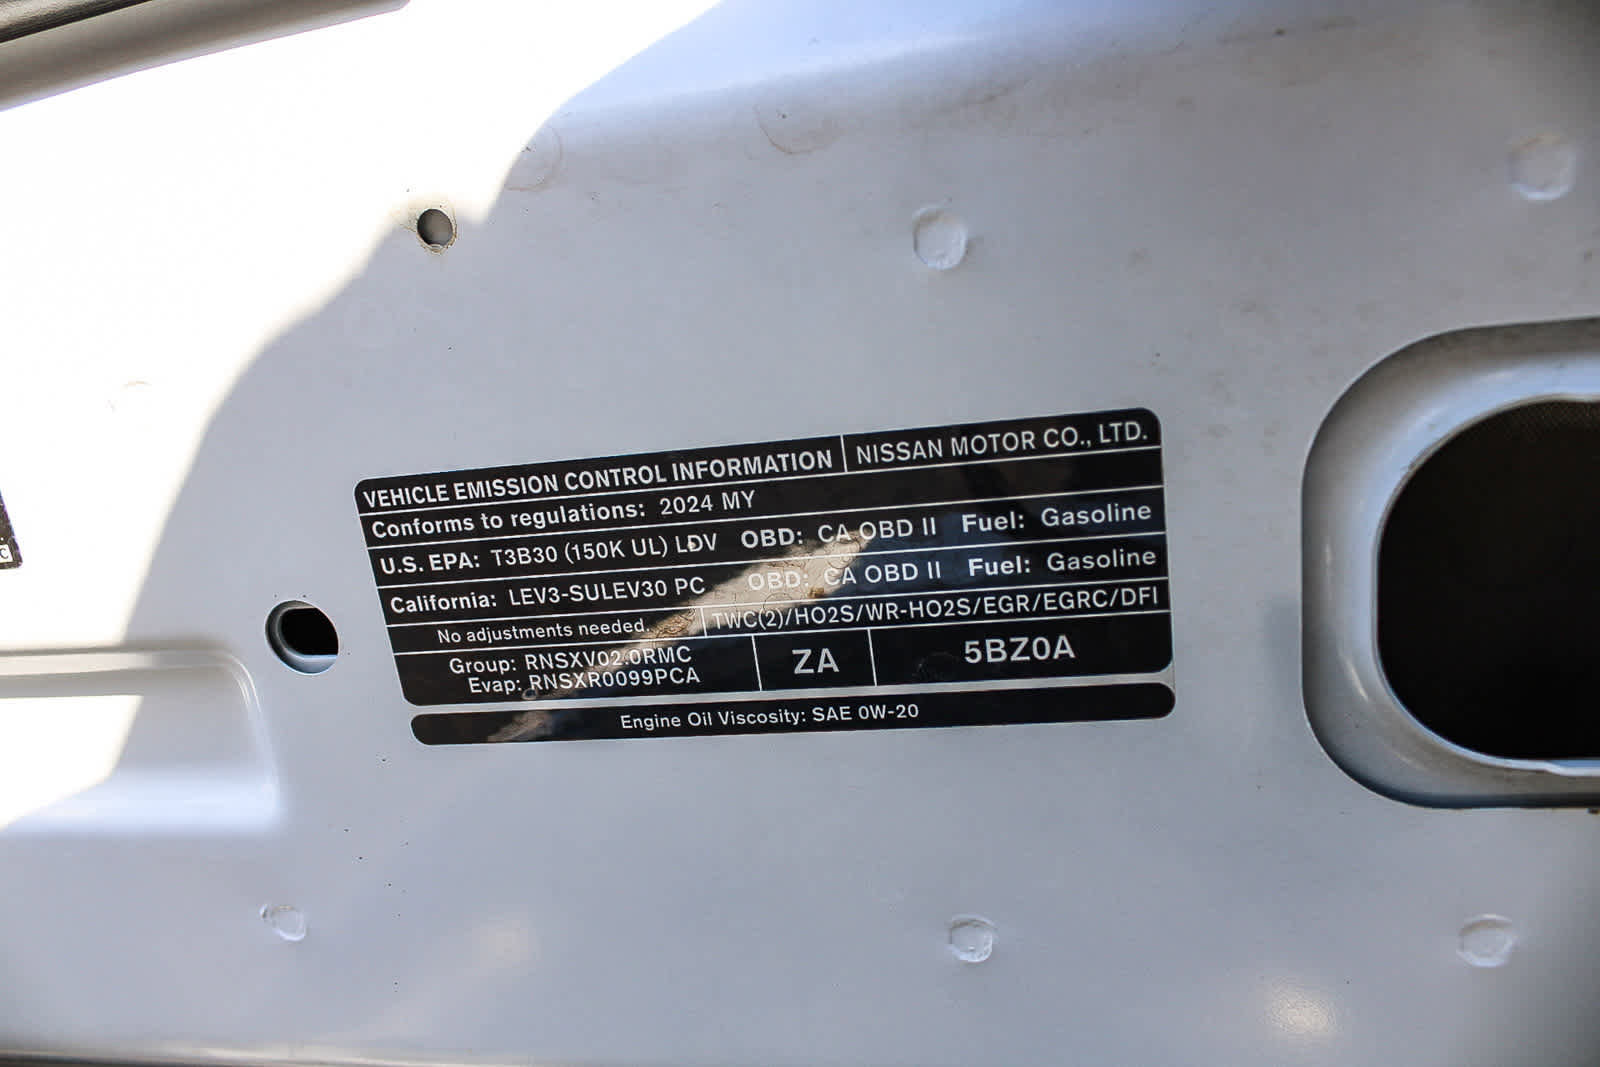 VEHICLE EMISSION CONTROL INFORMATION NISSAN MOTOR CO., LTD.
Conforms to regulations: 2024 MY
U.S. EPA: T3B30 (150K UL) LDV OBD: CA OBD II Fuel: Gasoline
California: LEV3-SULEV30 PC OBD: CA OBD II Fuel: Gasoline
No adjustments needed. TWC(2)/HO2S/WR-HO2S/EGR/EGRC/DFI
Group: RNSXV02.0RMC
Evap: RNSXR0099PCA
ZA
5BZ0A
Engine Oil Viscosity: SAE 0W-20
C